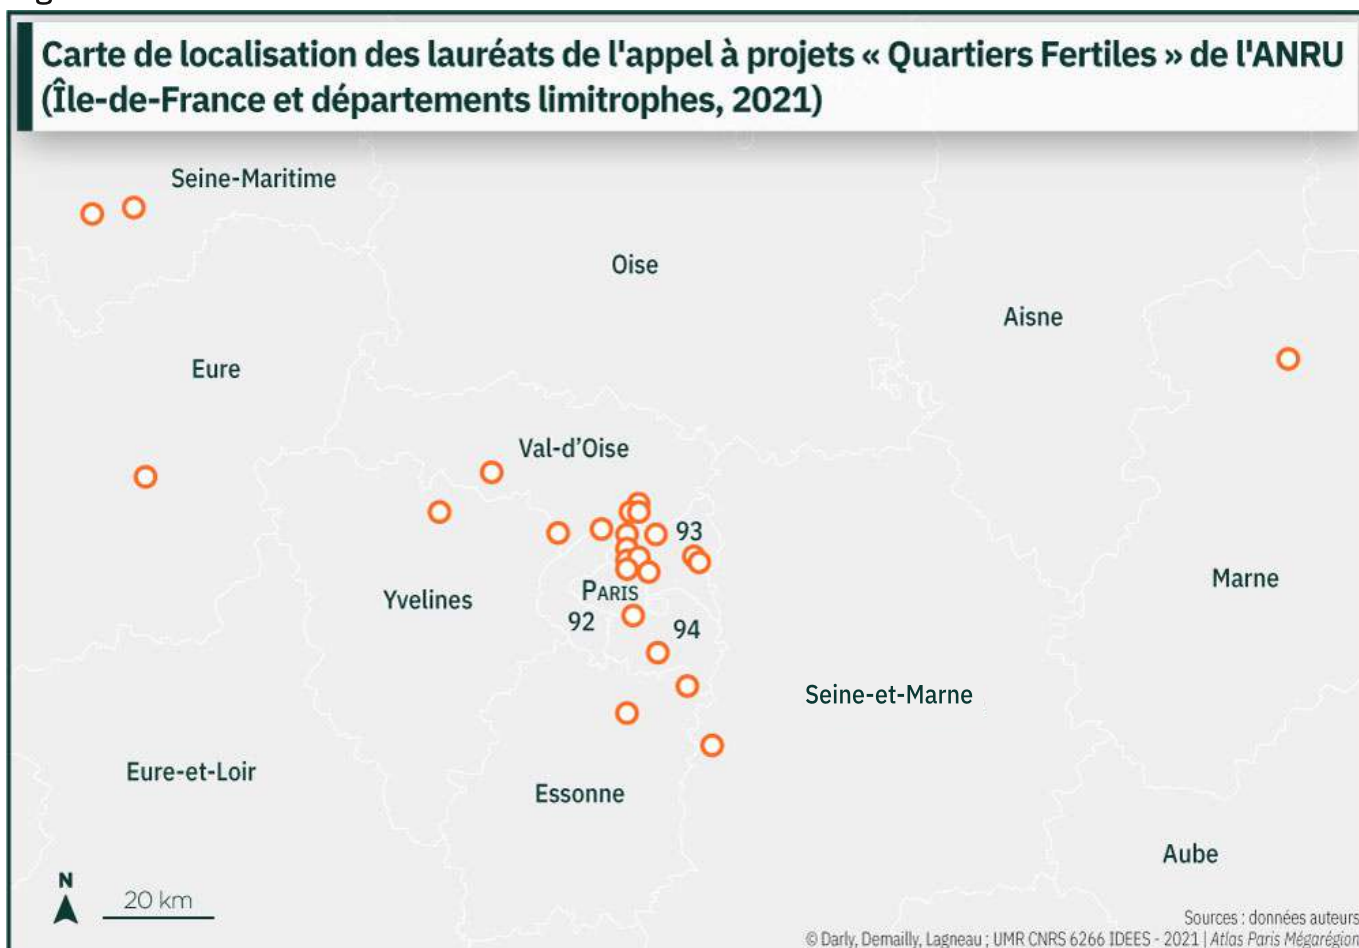 Carte de localisation des lauréats de l'appel à projets « Quartiers Fertiles » de l'ANRU
(Île-de-France et départements limitrophes, 2021)
Seine-Maritime
Oise
Aisne
Eure
Val-d'Oise
93
Marne
PARIS
Yvelines
92
94
Seine-et-Marne
Eure-et-Loir
Essonne
Aube
N
20 km
Sources : données auteurs
© Darly, Demailly, Lagneau ; UMR CNRS 6266 IDEES - 2021 | Atlas Paris Mégarégion